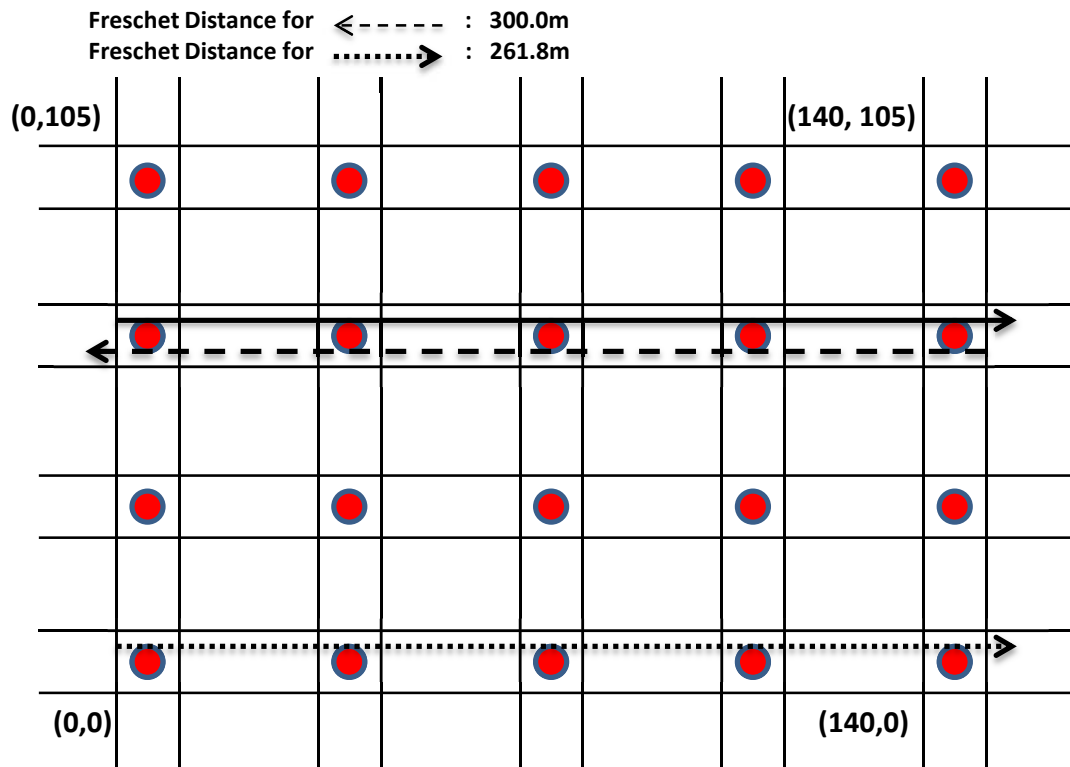 Freschet Distance for : 300.0m
Freschet Distance for : 261.8m
(0,105) (140, 105)
(0,0) (140,0)